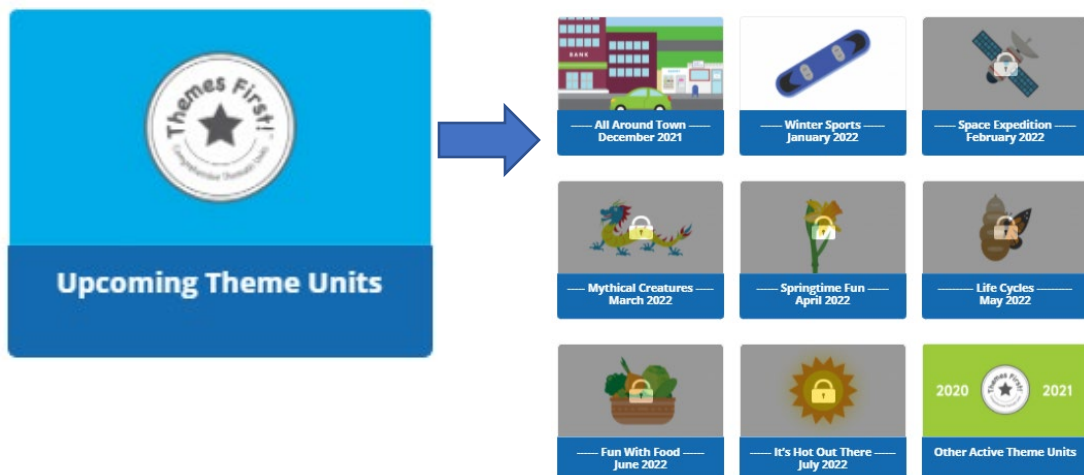 Themes First!
Comprehensive Thematic Units
Upcoming Theme Units
BANK
All Around Town
December 2021
Winter Sports
January 2022
Space Expedition
February 2022
Mythical Creatures
March 2022
Springtime Fun
April 2022
Life Cycles
May 2022
Fun With Food
June 2022
It's Hot Out There
July 2022
2020
Themes First!
2021
Other Active Theme Units